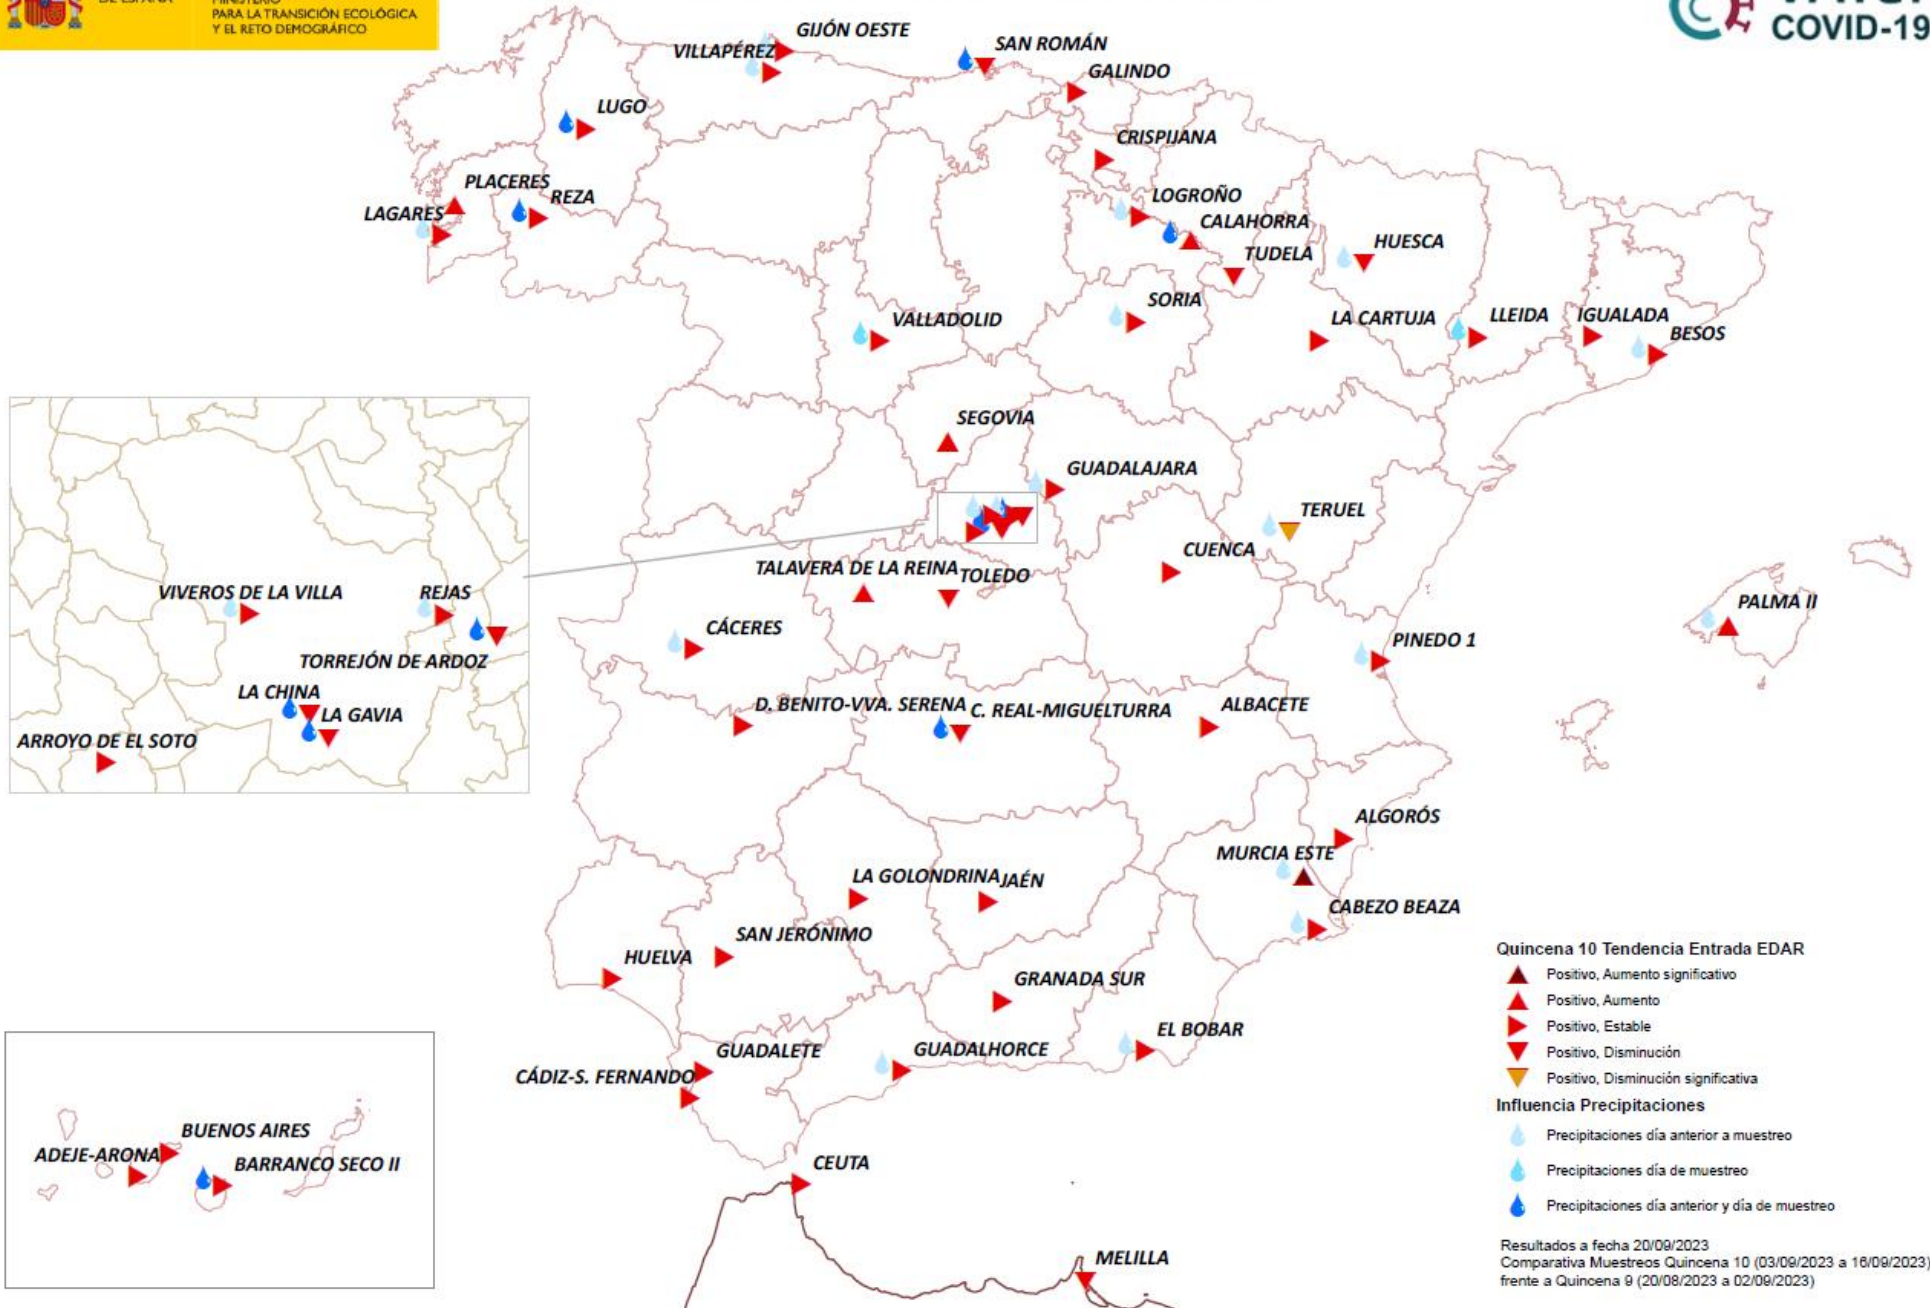 DE ESPAÑA
MINISTERIO
PARA LA TRANSICIÓN ECOLÓGICA
Y EL RETO DEMOGRÁFICO
COVID-19
GIJÓN OESTE
VILLAPÉREZ
SAN ROMÁN
GALINDO
LUGO
CRISPIJANA
PLACERES
REZA
LAGARES
LOGROÑO
CALAHORRA
TUDELA
HUESCA
SORIA
VALLADOLID
LA CARTUJA
LLEIDA
IGUALADA
BESOS
SEGOVIA
GUADALAJARA
TERUEL
CUENCA
TALAVERA DE LA REINA
TOLEDO
VIVEROS DE LA VILLA
REJAS
TORREJÓN DE ARDOZ
LA CHINA
LA GAVIA
ARROYO DE EL SOTO
CÁCERES
PALMA II
PINEDO 1
D. BENITO-VVA. SERENA
C. REAL-MIGUELTURRA
ALBACETE
ALGORÓS
MURCIA ESTE
LA GOLONDRINA
JAÉN
CABEZO BEAZA
SAN JERÓNIMO
HUELVA
GRANADA SUR
EL BOBAR
GUADALETE
GUADALHORCE
CÁDIZ-S. FERNANDO
BUENOS AIRES
ADEJE-ARONA
BARRANCO SECO II
CEUTA
MELILLA
Quincena 10 Tendencia Entrada EDAR
Positivo, Aumento significativo
Positivo, Aumento
Positivo, Estable
Positivo, Disminución
Positivo, Disminución significativa
Influencia Precipitaciones
Precipitaciones día anterior a muestreo
Precipitaciones día de muestreo
Precipitaciones día anterior y día de muestreo
Resultados a fecha 20/09/2023
Comparativa Muestreos Quincena 10 (03/09/2023 a 16/09/2023)
frente a Quincena 9 (20/08/2023 a 02/09/2023)